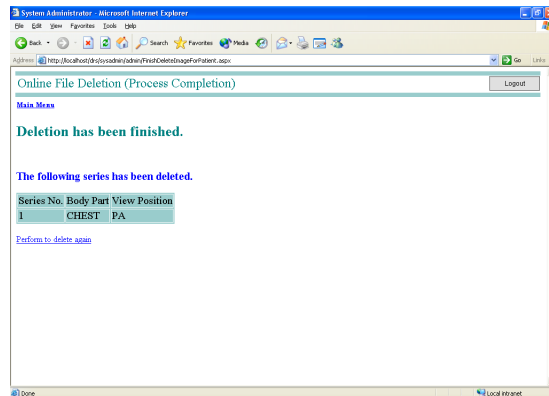 System Administrator - Microsoft Internet Explorer
File Edit View Favorites Tools Help
Back Search Favorites Media
Address http://localhost/drs/sysadmin/admin/FinishDeleteImageForPatient.aspx Go Links
Online File Deletion (Process Completion) Logout
Main Menu
Deletion has been finished.
The following series has been deleted.
Series No. Body Part View Position
1 CHEST PA
Perform to delete again
Done Local intranet